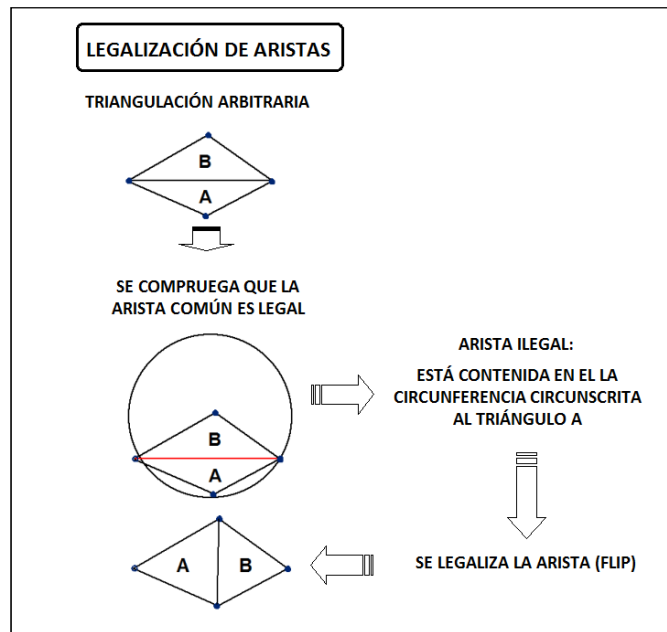 LEGALIZACIÓN DE ARISTAS
TRIANGULACIÓN ARBITRARIA
B
A
SE COMPRUEGA QUE LA
ARISTA COMÚN ES LEGAL
B
A
ARISTA ILEGAL:
ESTÁ CONTENIDA EN EL LA
CIRCUNFERENCIA CIRCUNSCRITA
AL TRIÁNGULO A
SE LEGALIZA LA ARISTA (FLIP)
A B